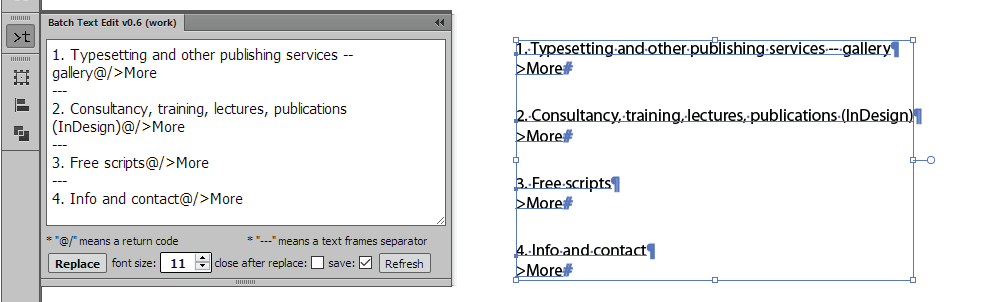 Batch Text Edit v0.6 (work)
>t
1. Typesetting and other publishing services --
gallery@/>More
---
2. Consultancy, training, lectures, publications
(InDesign)@/>More
---
3. Free scripts@/>More
---
4. Info and contact@/>More
* "@/" means a return code
* "---" means a text frames separator
Replace font size: 11 close after replace: save: Refresh
1. Typesetting and other publishing services -- gallery¶
>More#
2. Consultancy, training, lectures, publications (InDesign)¶
>More#
3. Free scripts¶
>More#
4. Info and contact¶
>More#